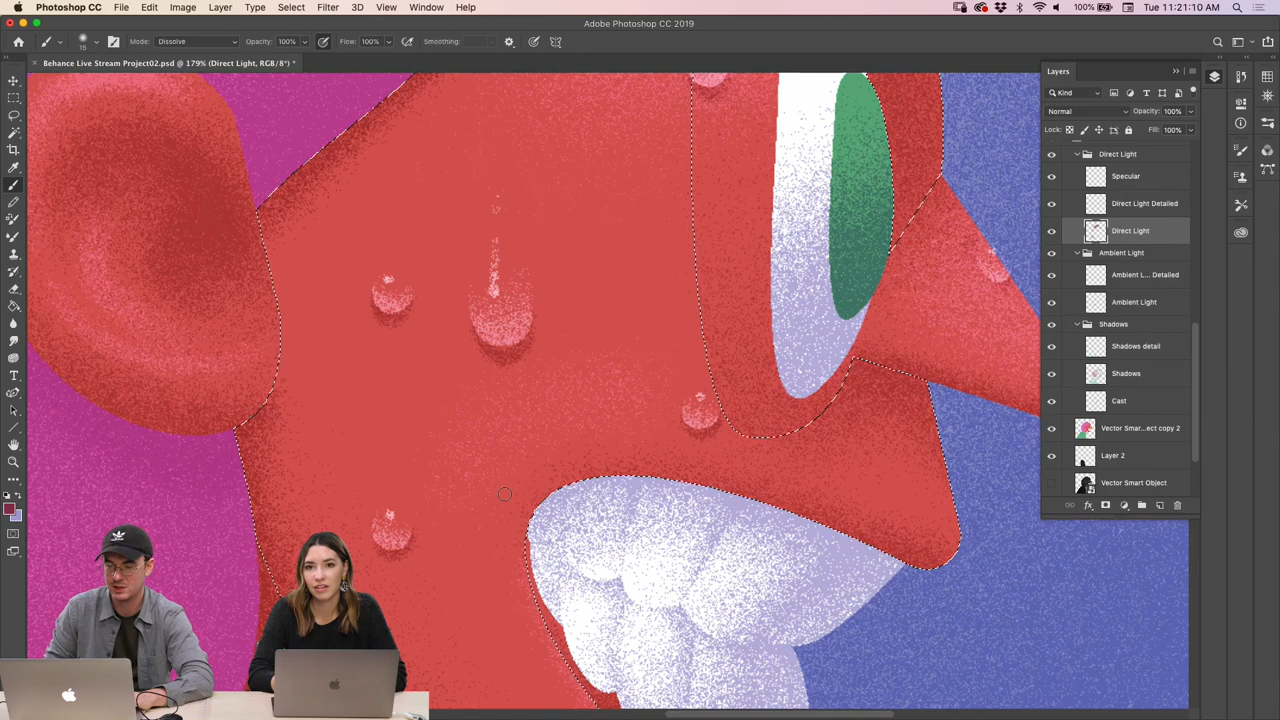 Photoshop CC File Edit Image Layer Type Select Filter 3D View Window Help
100% Tue 11:21:10 AM
Adobe Photoshop CC 2019
15 Mode: Dissolve Opacity: 100% Flow: 100% Smoothing:
Behance Live Stream Project02.psd @ 179% (Direct Light, RGB/8*) *
Layers
Kind
Normal Opacity: 100%
Lock: Fill: 100%
Direct Light
Specular
Direct Light Detailed
Direct Light
Ambient Light
Ambient L... Detailed
Ambient Light
Shadows
Shadows detail
Shadows
Cast
Vector Smar...ect copy 2
Layer 2
Vector Smart Object
fx